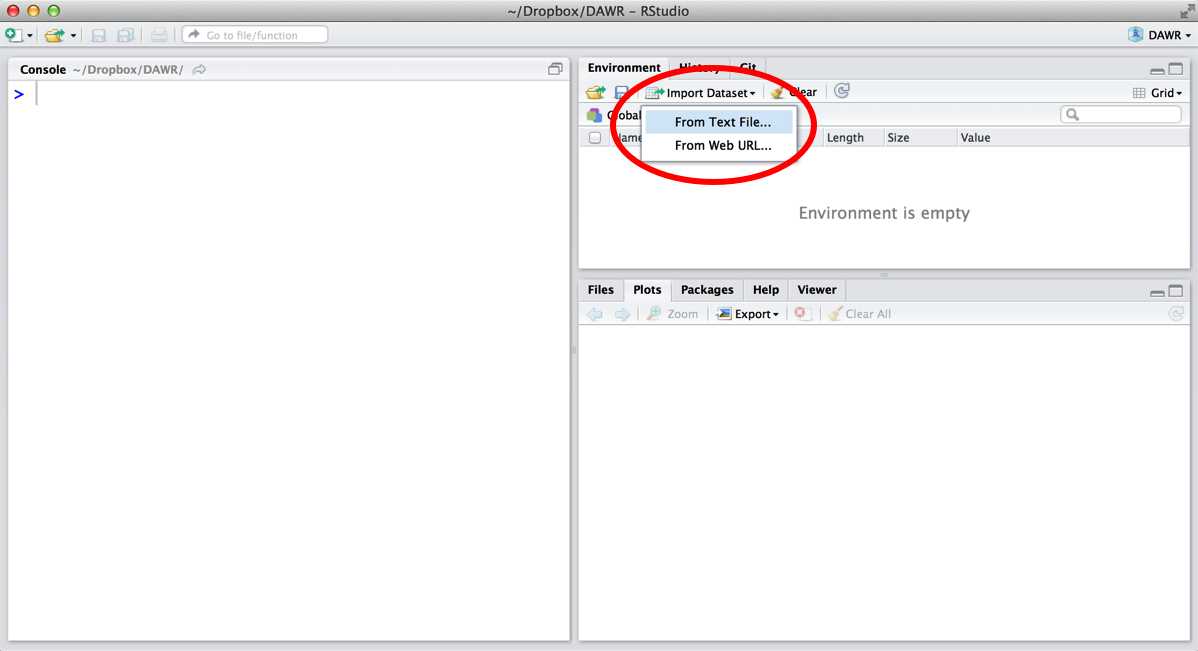 ~/Dropbox/DAWR – RStudio
Go to file/function
DAWR
Console ~/Dropbox/DAWR/
>
Environment History Git
Import Dataset Clear Grid
Global
From Text File...
From Web URL...
Name Length Size Value
Environment is empty
Files Plots Packages Help Viewer
Zoom Export Clear All